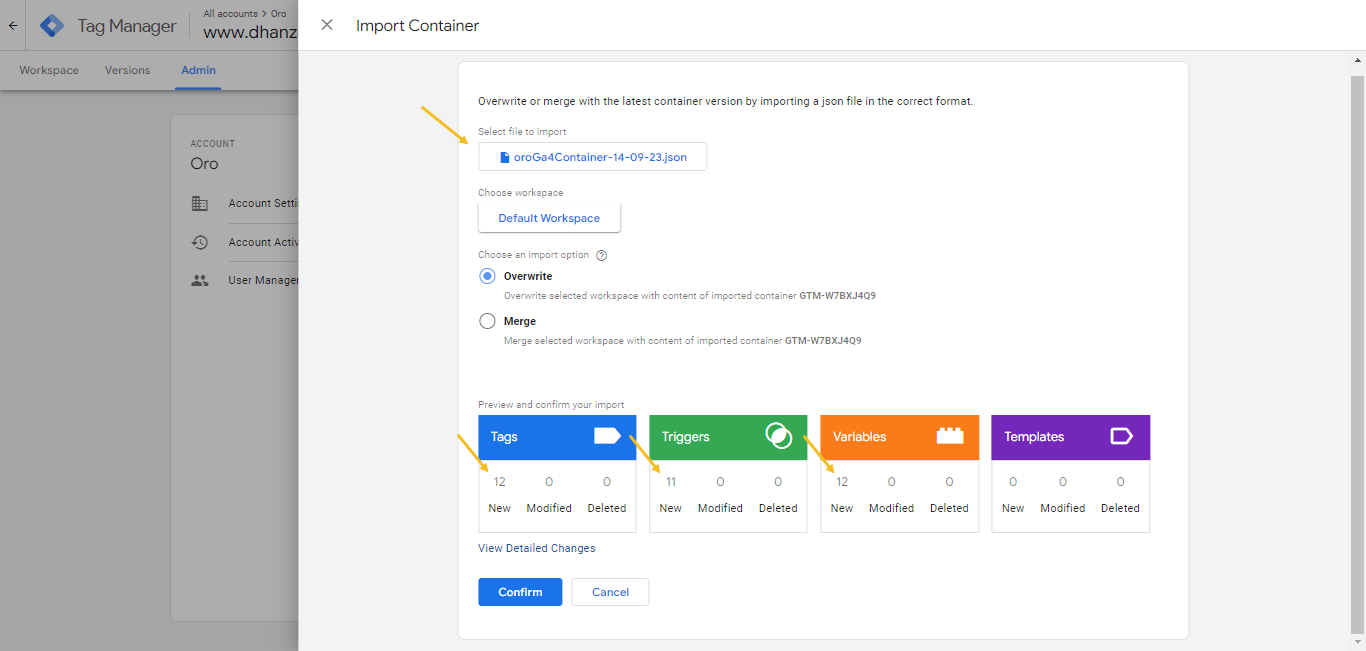 Tag Manager
All accounts > Oro
www.dhanz
Import Container
Workspace
Versions
Admin
ACCOUNT
Oro
Account Setti
Account Activ
User Manage
Overwrite or merge with the latest container version by importing a json file in the correct format.
Select file to import
oroGa4Container-14-09-23.json
Choose workspace
Default Workspace
Choose an import option ?
Overwrite
Overwrite selected workspace with content of imported container GTM-W7BXJ4Q9
Merge
Merge selected workspace with content of imported container GTM-W7BXJ4Q9
Preview and confirm your import
Tags
12 0 0
New Modified Deleted
Triggers
11 0 0
New Modified Deleted
Variables
12 0 0
New Modified Deleted
Templates
0 0 0
New Modified Deleted
View Detailed Changes
Confirm
Cancel